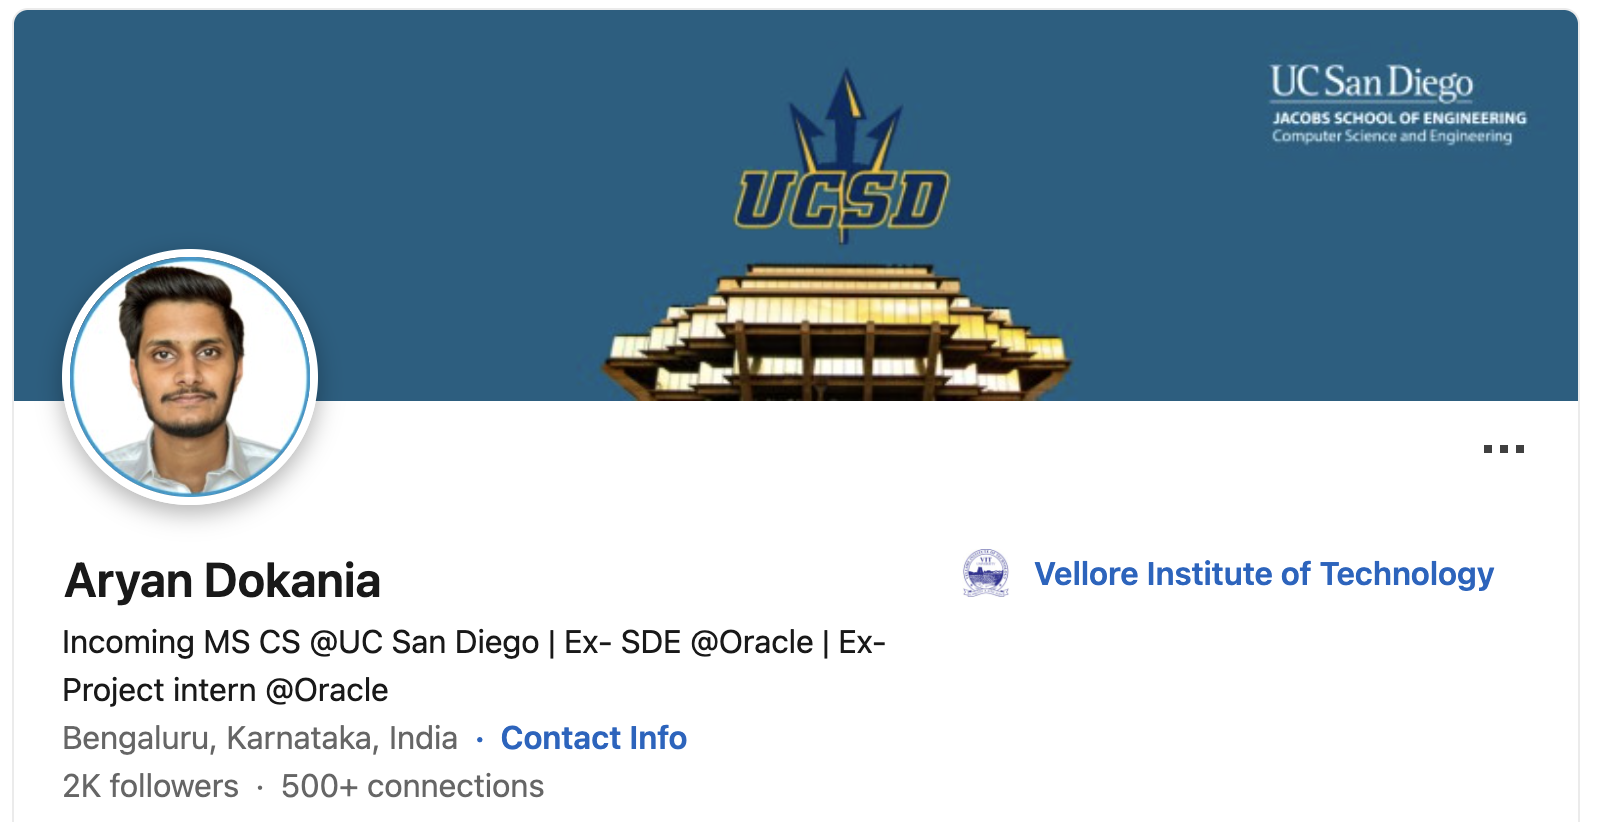 UC San Diego
JACOBS SCHOOL OF ENGINEERING
Computer Science and Engineering
UCSD
Aryan Dokania
Vellore Institute of Technology
Incoming MS CS @UC San Diego | Ex- SDE @Oracle | Ex-
Project intern @Oracle
Bengaluru, Karnataka, India · Contact Info
2K followers · 500+ connections
VIT